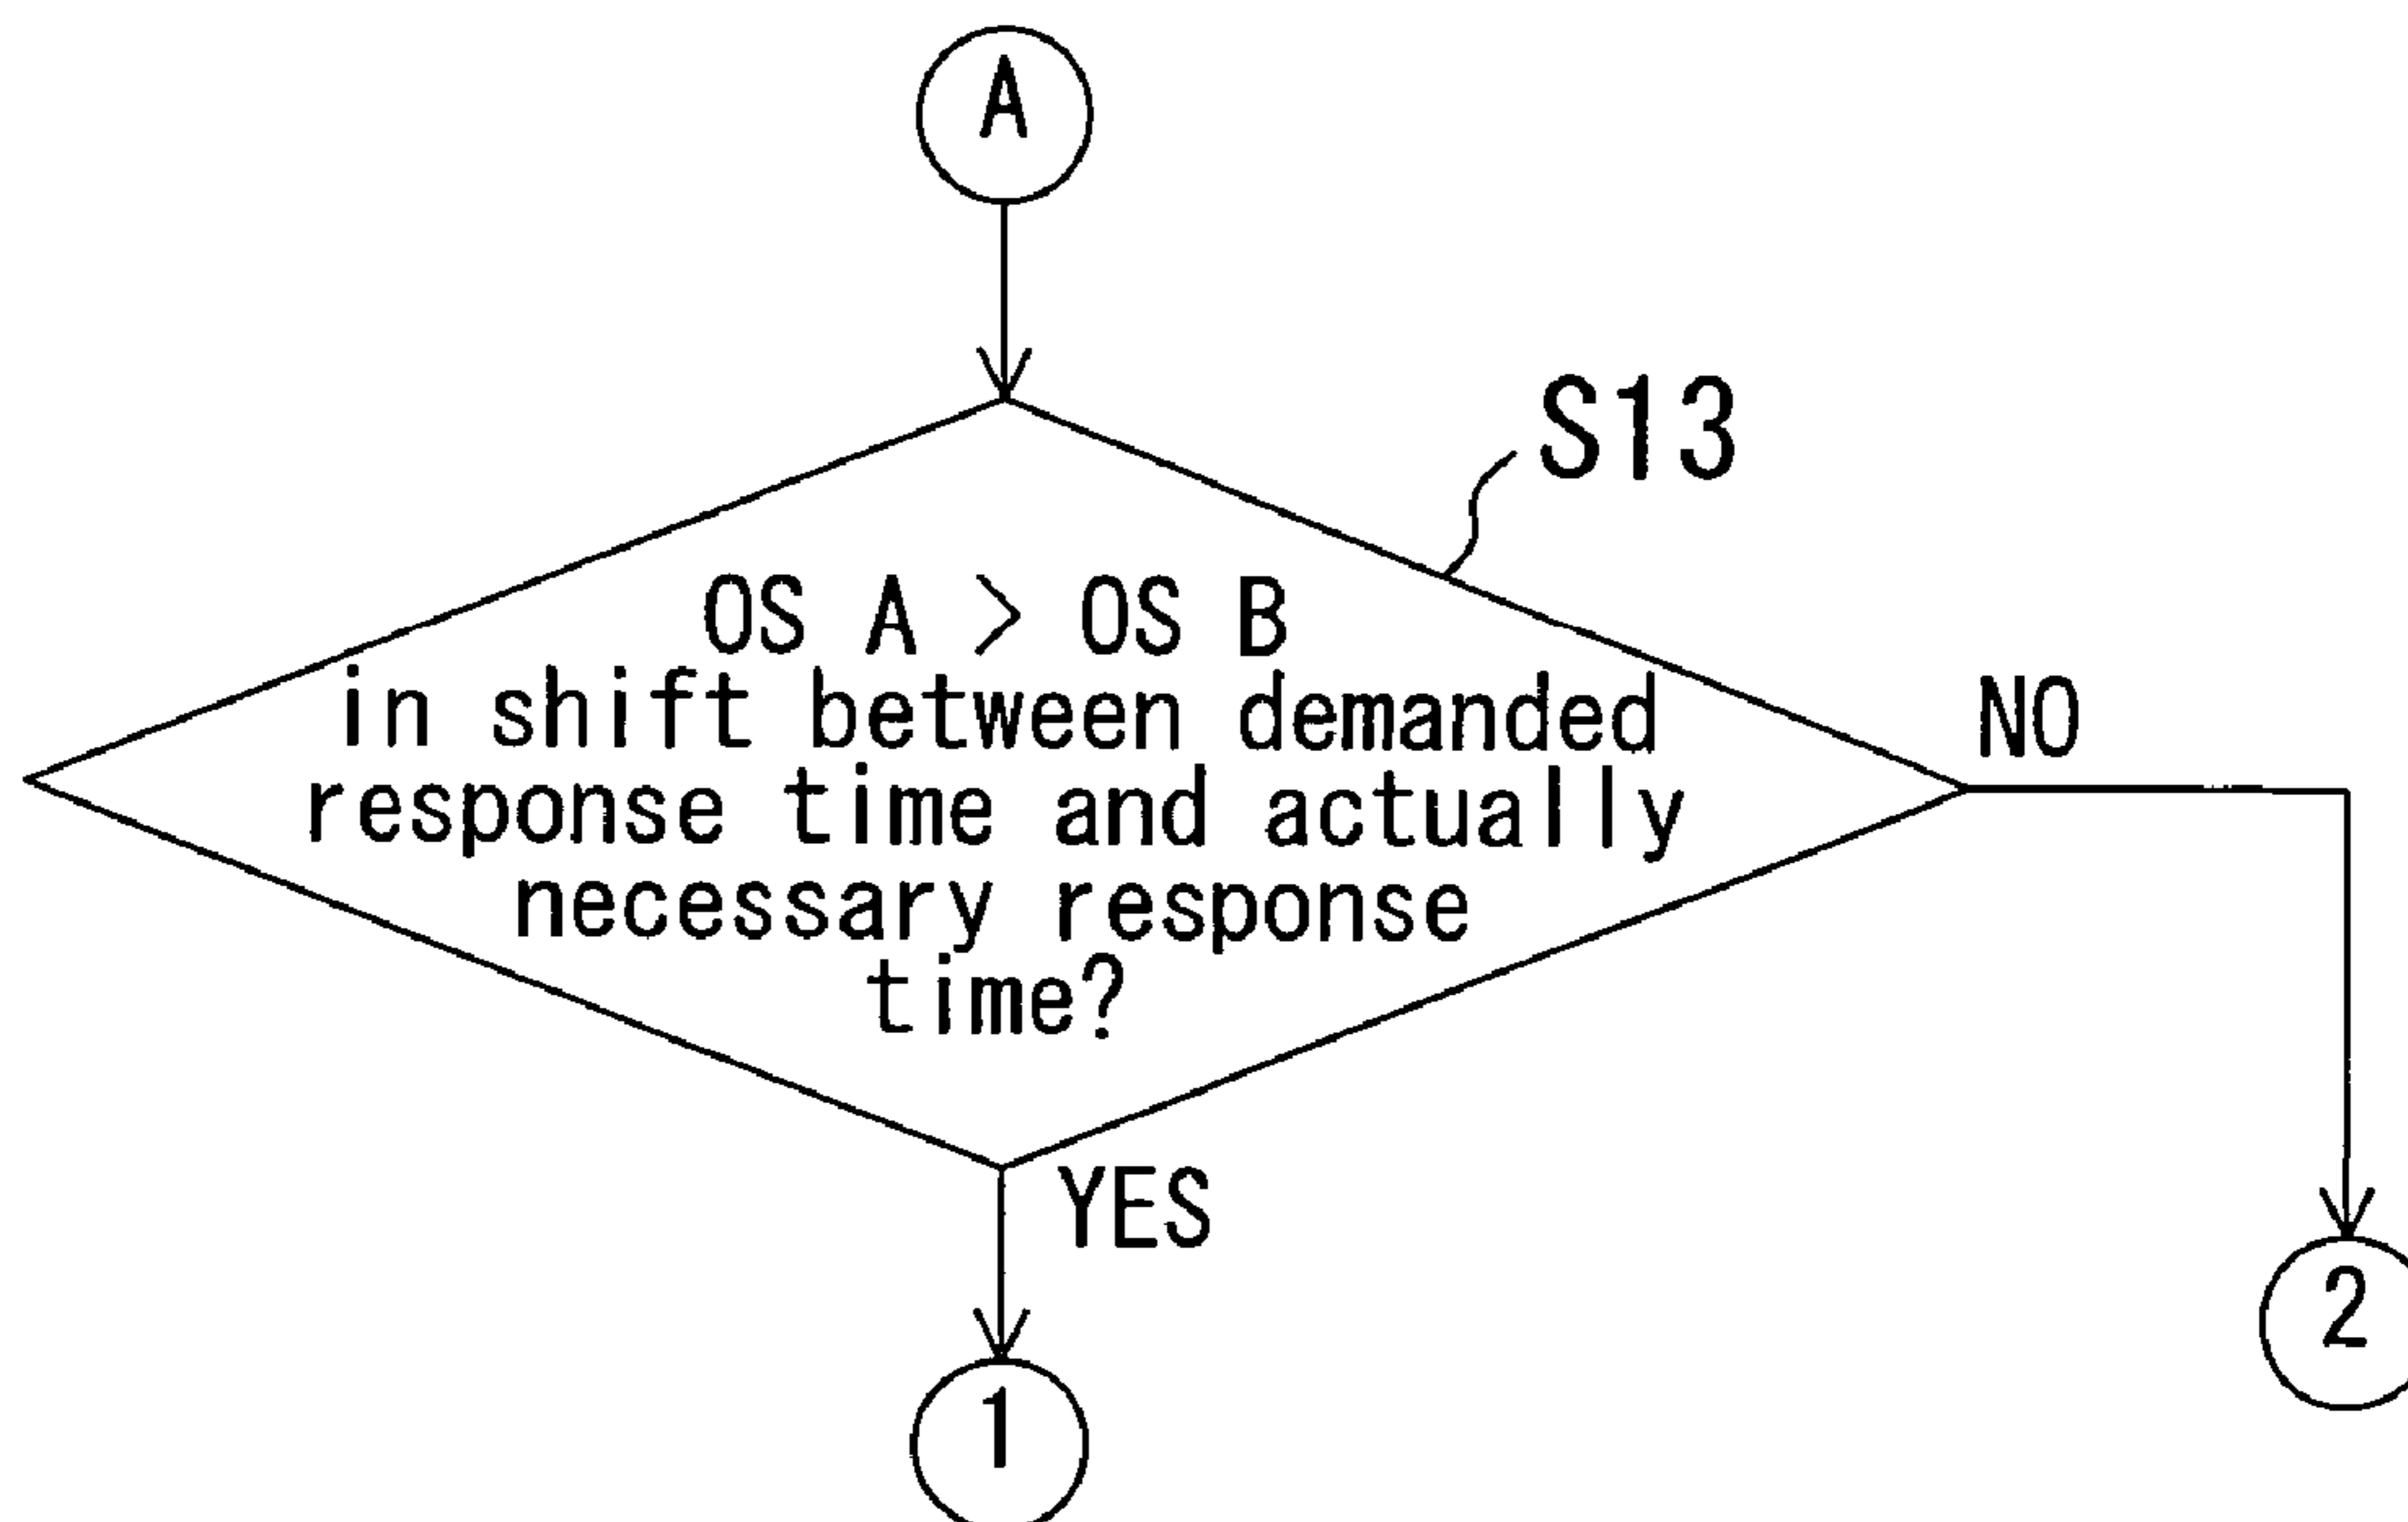 A
S13
OS A > OS B
in shift between demanded
response time and actually
necessary response
time?
NO
YES
2
1